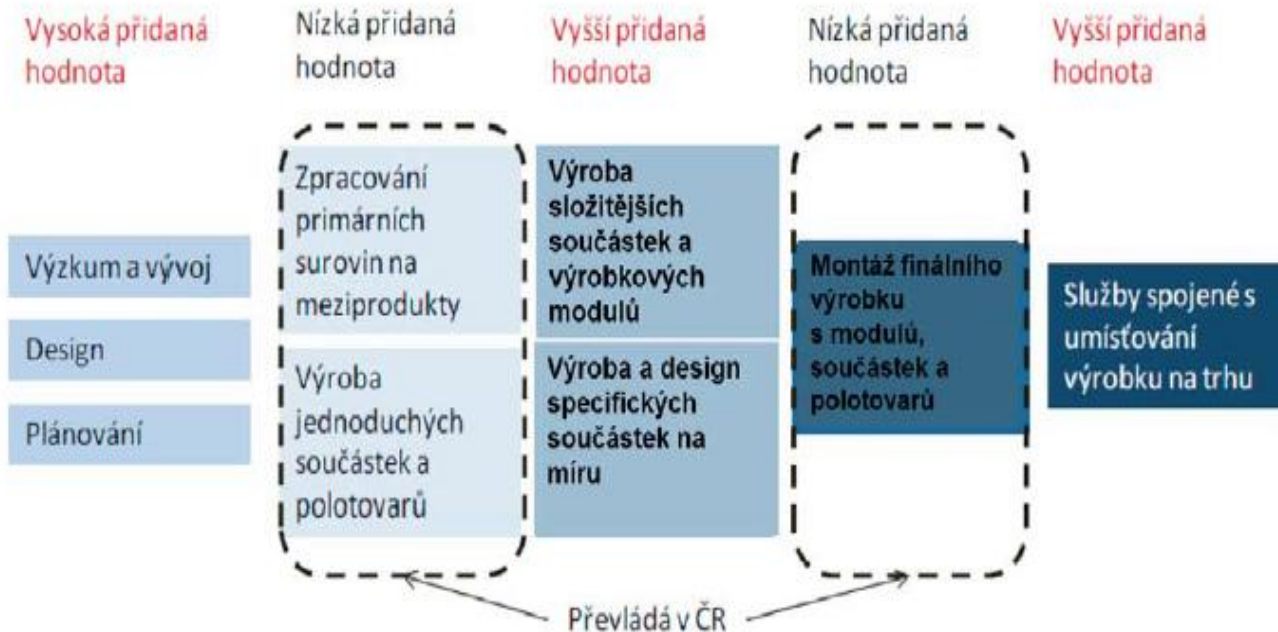 Vysoká přidaná
hodnota
Nízká přidaná
hodnota
Vyšší přidaná
hodnota
Nízká přidaná
hodnota
Vyšší přidaná
hodnota
Výzkum a vývoj
Design
Plánování
Zpracování
primárních
surovin na
meziprodukty
Výroba
jednoduchých
součástek a
polotovarů
Výroba
složitějších
součástek a
výrobkových
modulů
Výroba a design
specifických
součástek na
míru
Montáž finálního
výrobku
s modulů,
součástek a
polotovarů
Služby spojené s
umísťování
výrobku na trhu
Převládá v ČR